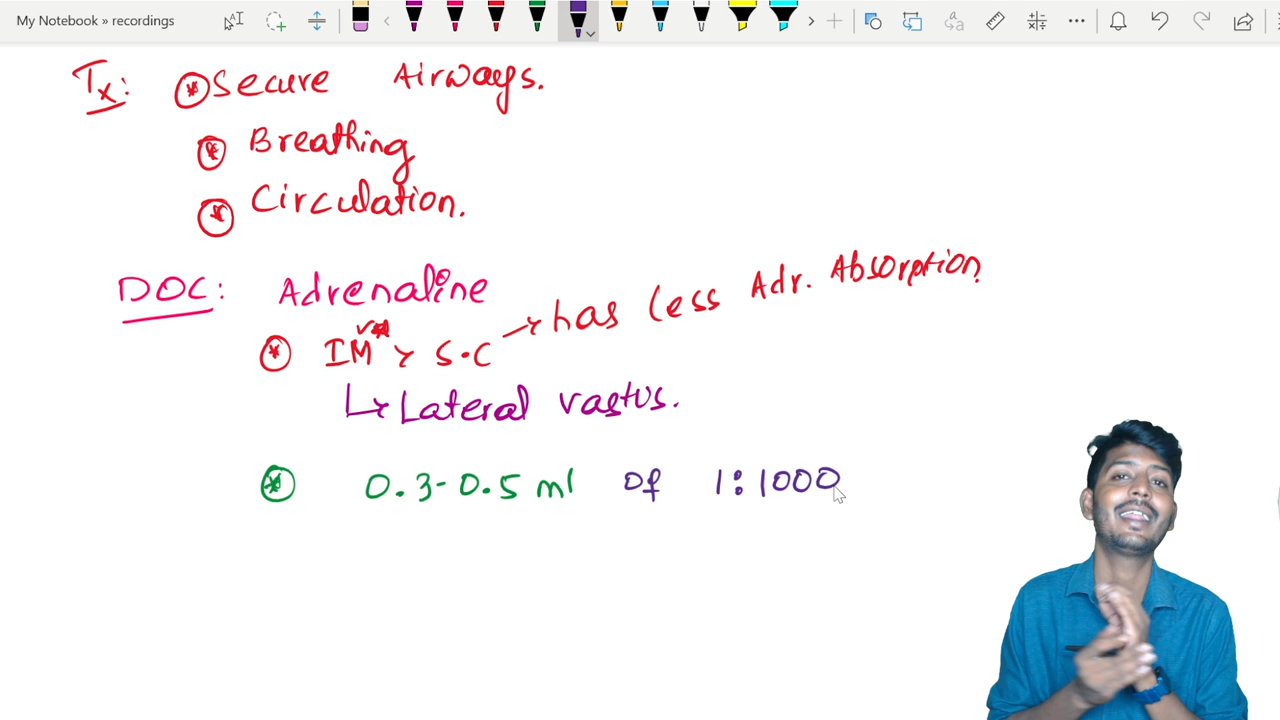 My Notebook » recordings
Tx: * Secure Airways.
* Breathing
* Circulation.
DOC: Adrenaline
* IM > S.C → has less Adr. Absorption
↳ Lateral vastus.
* 0.3-0.5 ml of 1:1000